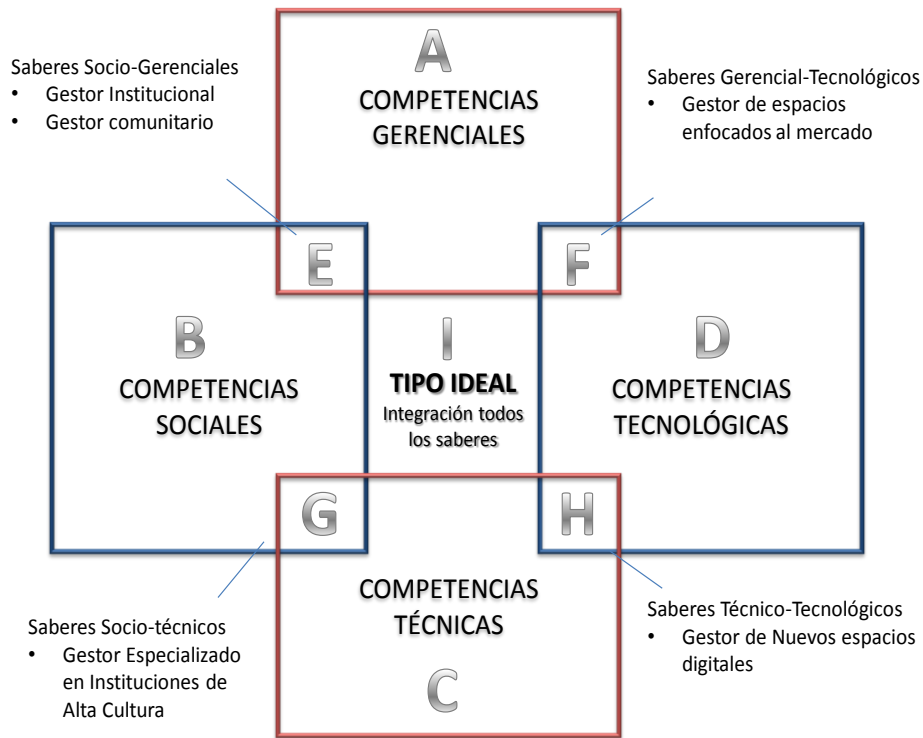 A
COMPETENCIAS
GERENCIALES
Saberes Socio-Gerenciales
• Gestor Institucional
• Gestor comunitario
Saberes Gerencial-Tecnológicos
• Gestor de espacios
enfocados al mercado
E
F
B
COMPETENCIAS
SOCIALES
I
TIPO IDEAL
Integración todos
los saberes
D
COMPETENCIAS
TECNOLÓGICAS
G
H
COMPETENCIAS
TÉCNICAS
C
Saberes Socio-técnicos
• Gestor Especializado
en Instituciones de
Alta Cultura
Saberes Técnico-Tecnológicos
• Gestor de Nuevos espacios
digitales